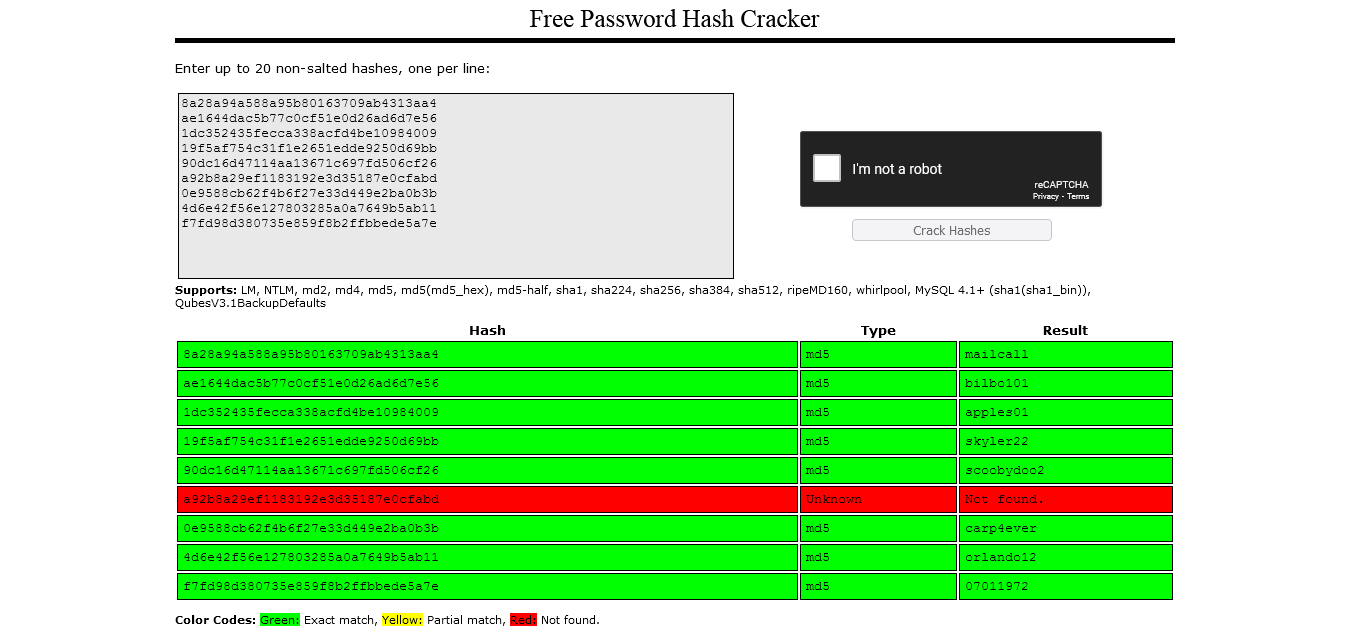 Free Password Hash Cracker
Enter up to 20 non-salted hashes, one per line:
8a28a94a588a95b80163709ab4313aa4
ae1644dac5b77c0cf51e0d26ad6d7e56
1dc352435fecca338acfd4be10984009
19f5af754c31f1e2651edde9250d69bb
90dc16d47114aa13671c697fd506cf26
a92b8a29ef1183192e3d35187e0cfabd
0e9588cb62f4b6f27e33d449e2ba0b3b
4d6e42f56e127803285a0a7649b5ab11
f7fd98d380735e859f8b2ffbbede5a7e
I'm not a robot
reCAPTCHA
Privacy - Terms
Crack Hashes
Supports: LM, NTLM, md2, md4, md5, md5(md5_hex), md5-half, sha1, sha224, sha256, sha384, sha512, ripeMD160, whirlpool, MySQL 4.1+ (sha1(sha1_bin)),
QubesV3.1BackupDefaults
Hash Type Result
8a28a94a588a95b80163709ab4313aa4 md5 mailcall
ae1644dac5b77c0cf51e0d26ad6d7e56 md5 bilbo101
1dc352435fecca338acfd4be10984009 md5 apples01
19f5af754c31f1e2651edde9250d69bb md5 skyler22
90dc16d47114aa13671c697fd506cf26 md5 scoobydoo2
a92b8a29ef1183192e3d35187e0cfabd Unknown Not found.
0e9588cb62f4b6f27e33d449e2ba0b3b md5 carp4ever
4d6e42f56e127803285a0a7649b5ab11 md5 orlando12
f7fd98d380735e859f8b2ffbbede5a7e md5 07011972
Color Codes: Green: Exact match, Yellow: Partial match, Red: Not found.